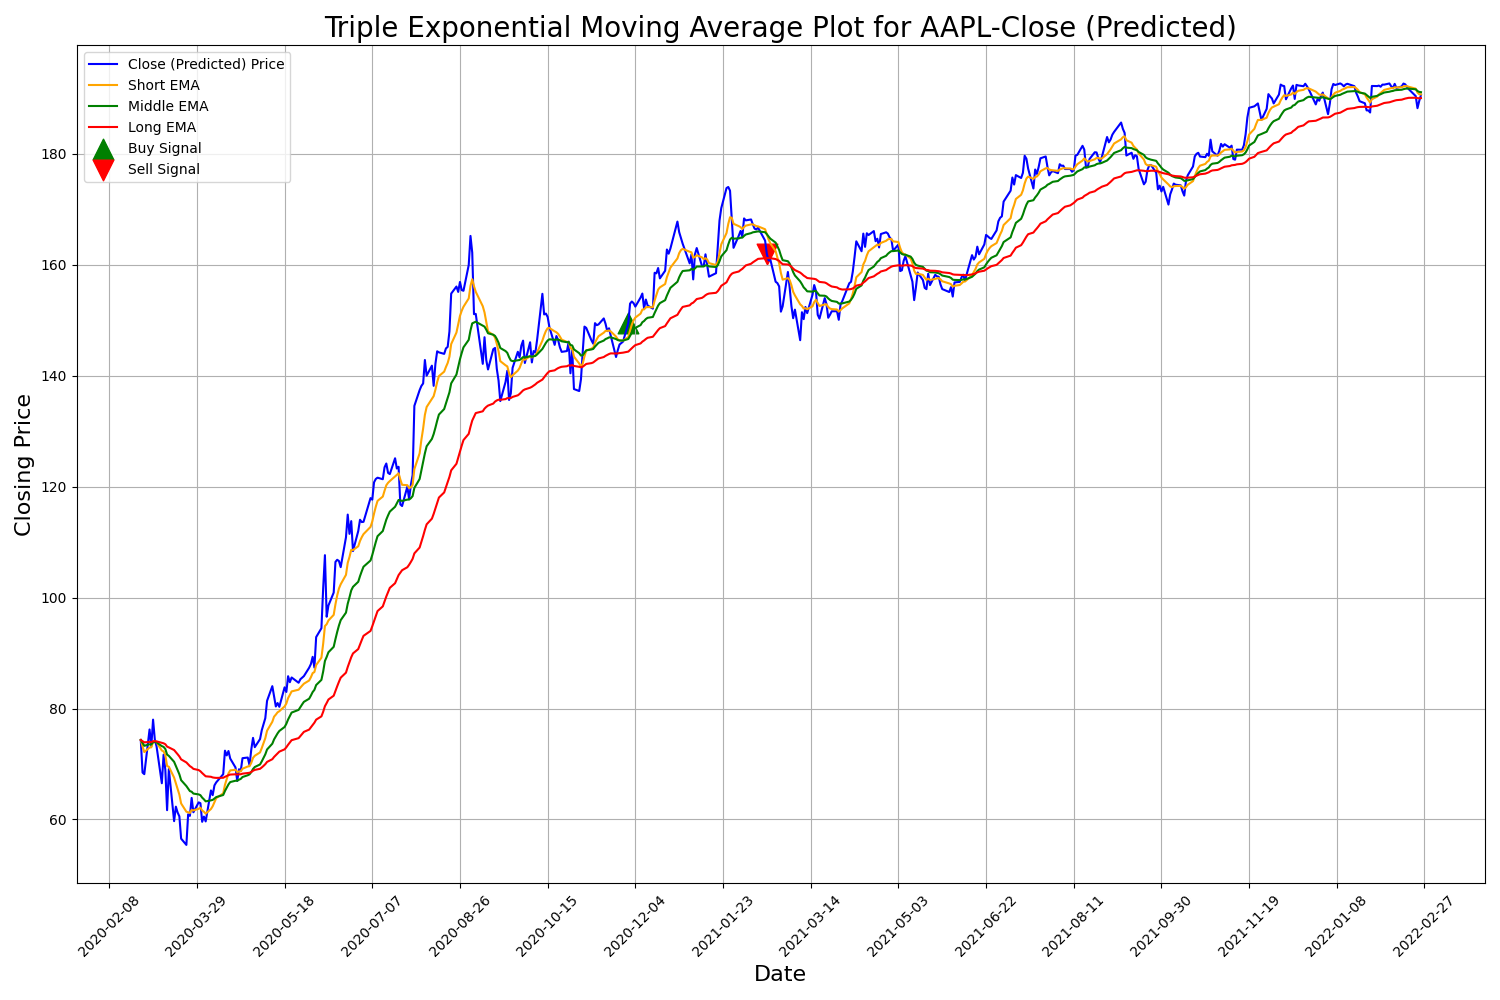 Triple Exponential Moving Average Plot for AAPL-Close (Predicted)
Close (Predicted) Price
Short EMA
Middle EMA
Long EMA
Buy Signal
Sell Signal
Closing Price
180
160
140
120
100
80
60
2020-02-08
2020-03-29
2020-05-18
2020-07-07
2020-08-26
2020-10-15
2020-12-04
2021-01-23
2021-03-14
2021-05-03
2021-06-22
2021-08-11
2021-09-30
2021-11-19
2022-01-08
2022-02-27
Date